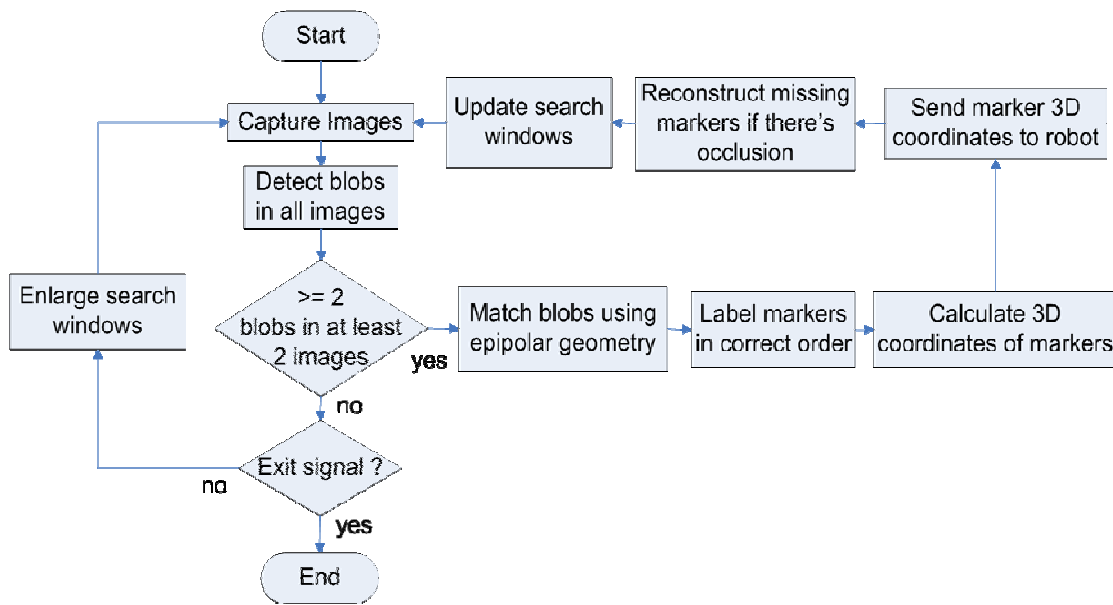 Start
Capture Images
Update search
windows
Reconstruct missing
markers if there's
occlusion
Send marker 3D
coordinates to robot
Detect blobs
in all images
Enlarge search
windows
>= 2
blobs in at least
2 images
yes
Match blobs using
epipolar geometry
Label markers
in correct order
Calculate 3D
coordinates of markers
no
Exit signal ?
no
yes
End